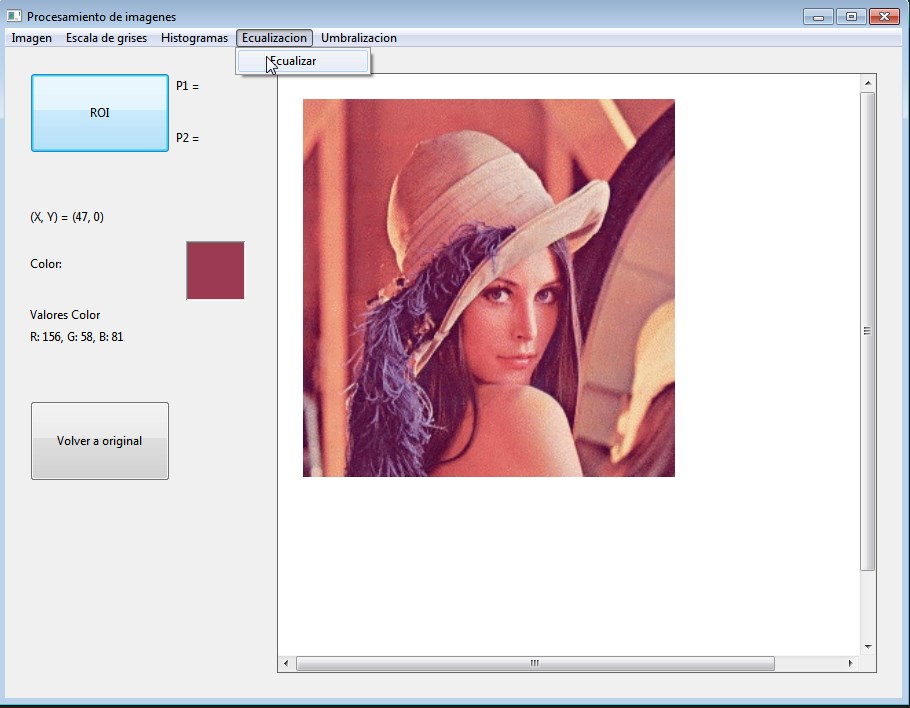 Procesamiento de imagenes
Imagen Escala de grises Histogramas Ecualizacion Umbralizacion
Ecualizar
ROI
P1 =
P2 =
(X, Y) = (47, 0)
Color:
Valores Color
R: 156, G: 58, B: 81
Volver a original